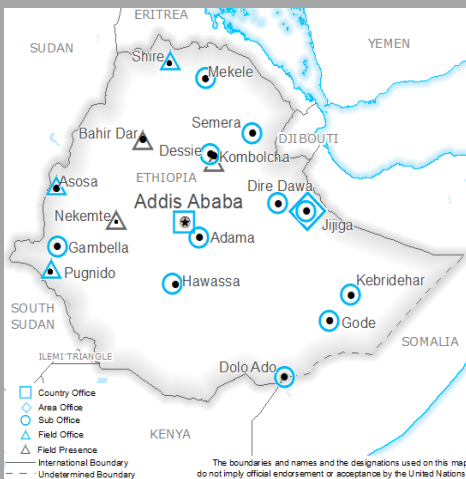 ERITREA
SUDAN
YEMEN
Shire
Mekele
Semera
Bahir Dar
DJIBOUTI
Dessie
Kombolcha
ETHIOPIA
Asosa
Dire Dawa
Addis Ababa
Nekemte
Jijiga
Adama
Gambella
Pugnido
Hawassa
Kebridehar
SOUTH
SUDAN
Gode
SOMALIA
ILEMI TRIANGLE
Dolo Ado
Country Office
Area Office
Sub Office
Field Office
KENYA
Field Presence
International Boundary
Undetermined Boundary
The boundaries and names and the designations used on this map
do not imply official endorsement or acceptance by the United Nations.